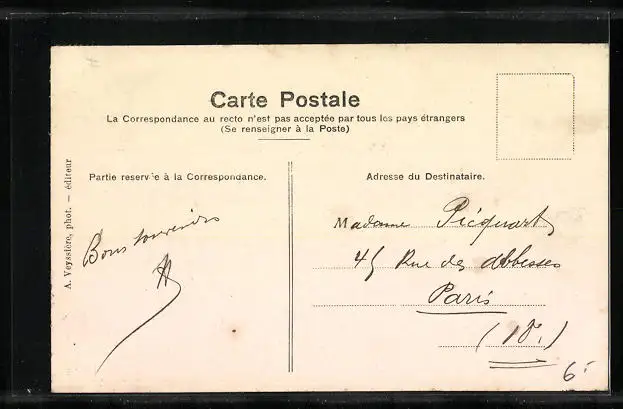 Carte Postale
La Correspondance au recto n'est pas acceptée par tous les pays étrangers
(Se renseigner à la Poste)
A. Veyssière, phot. — éditeur
Partie reservée à la Correspondance.
Bons souvenirs
Adresse du Destinataire.
Madame Picquart
45 Rue des Abbesses
Paris
6.-